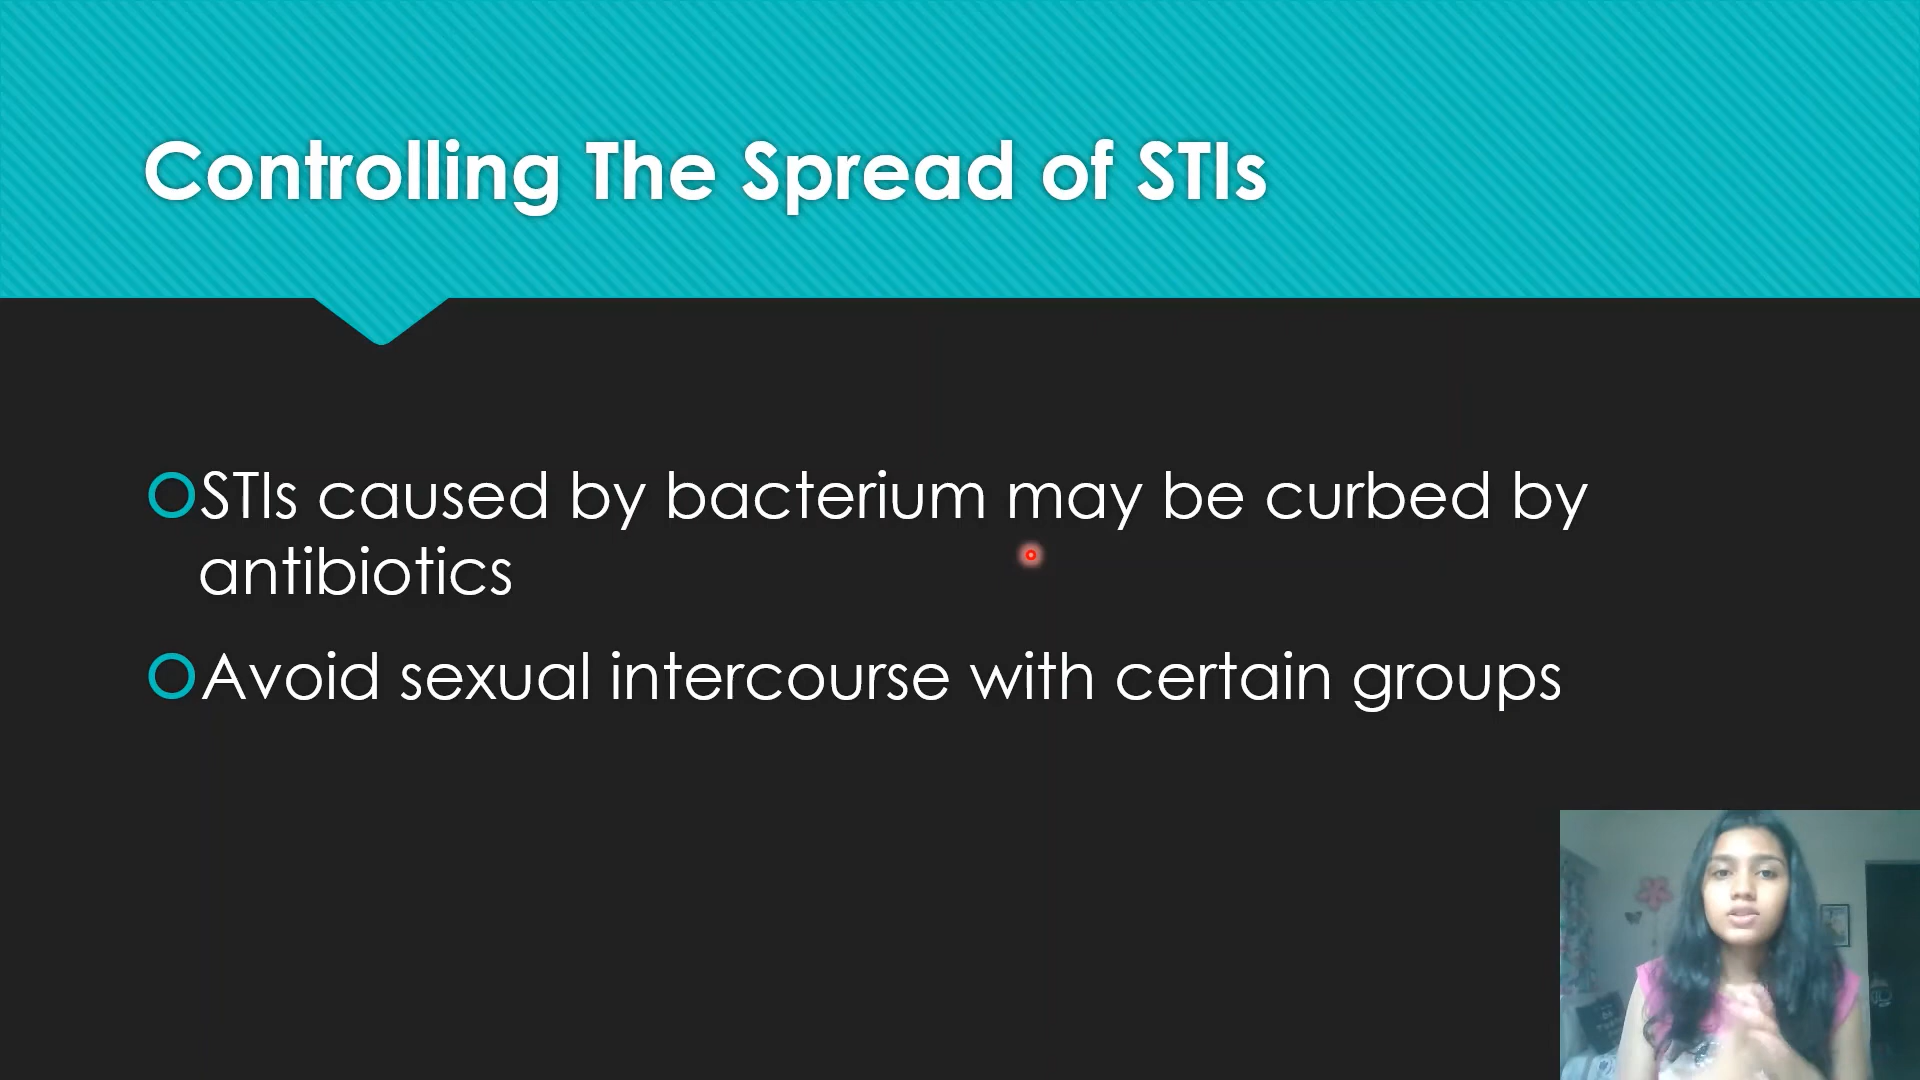 Controlling The Spread of STIs
STIs caused by bacterium may be curbed by
antibiotics
Avoid sexual intercourse with certain groups